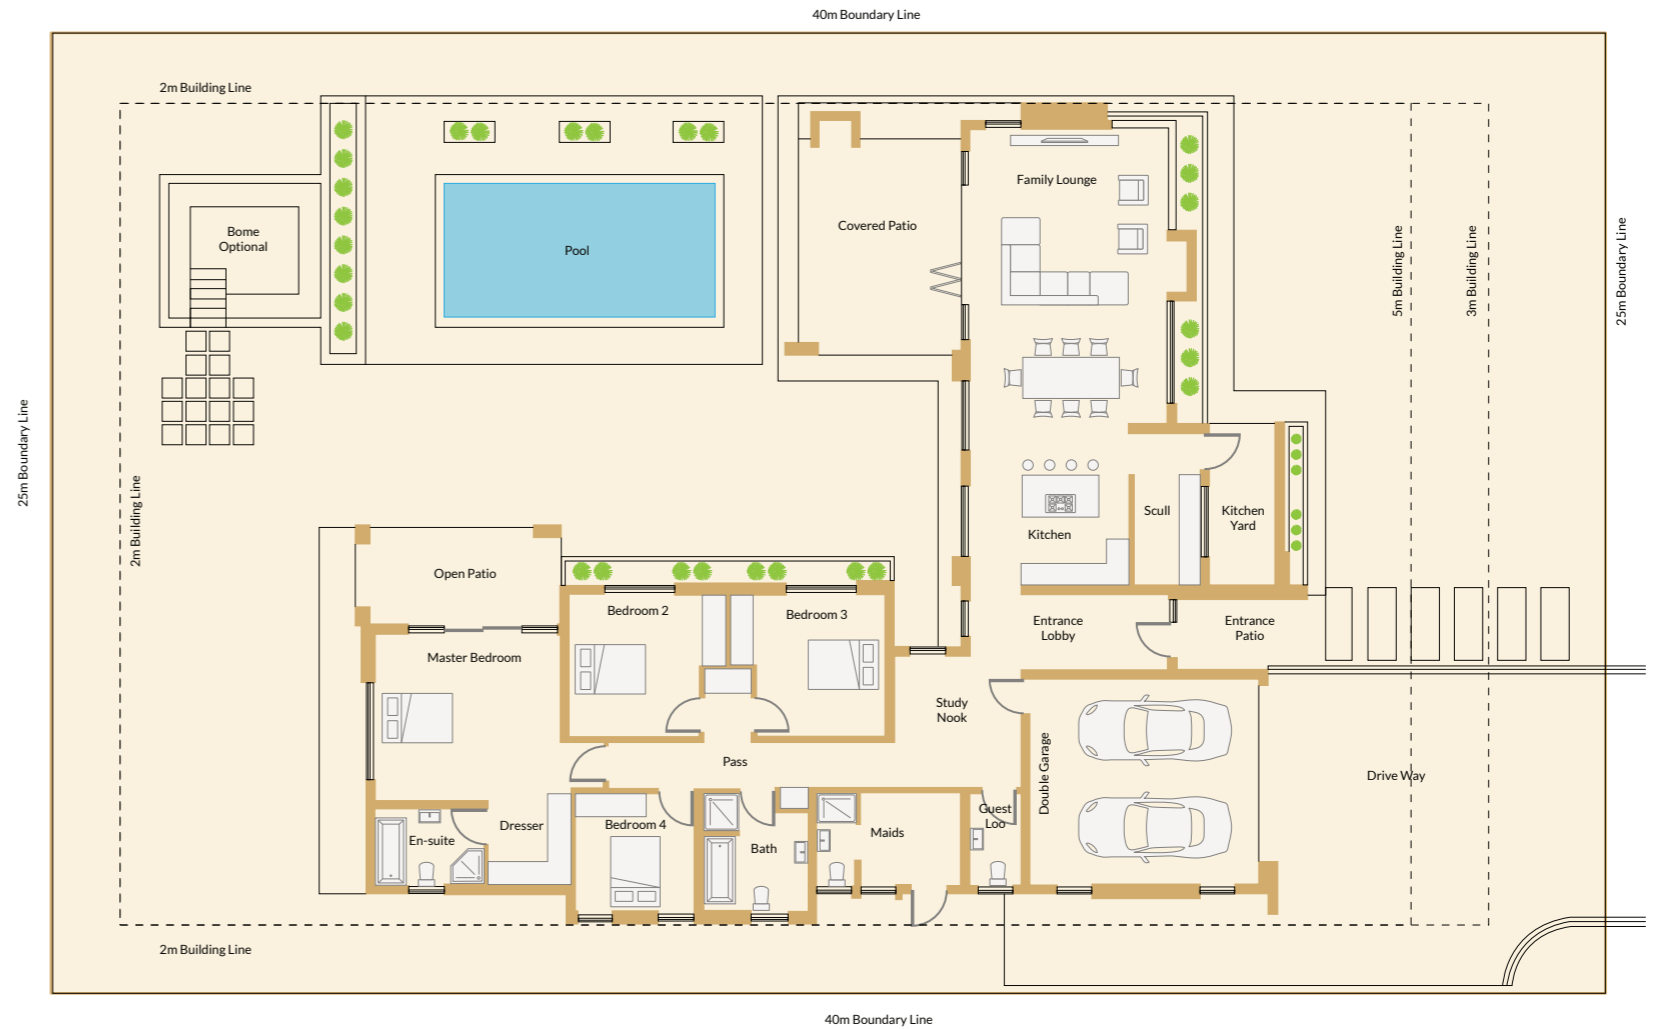 40m Boundary Line
2m Building Line
Bome
Optional
Pool
Covered Patio
Family Lounge
5m Building Line
3m Building Line
25m Boundary Line
25m Boundary Line
2m Building Line
Kitchen
Scull
Kitchen
Yard
Open Patio
Bedroom 2
Bedroom 3
Entrance
Lobby
Entrance
Patio
Master Bedroom
Study
Nook
Pass
Double Garage
Drive Way
En-suite
Dresser
Bedroom 4
Bath
Maids
Guest
Loo
2m Building Line
40m Boundary Line